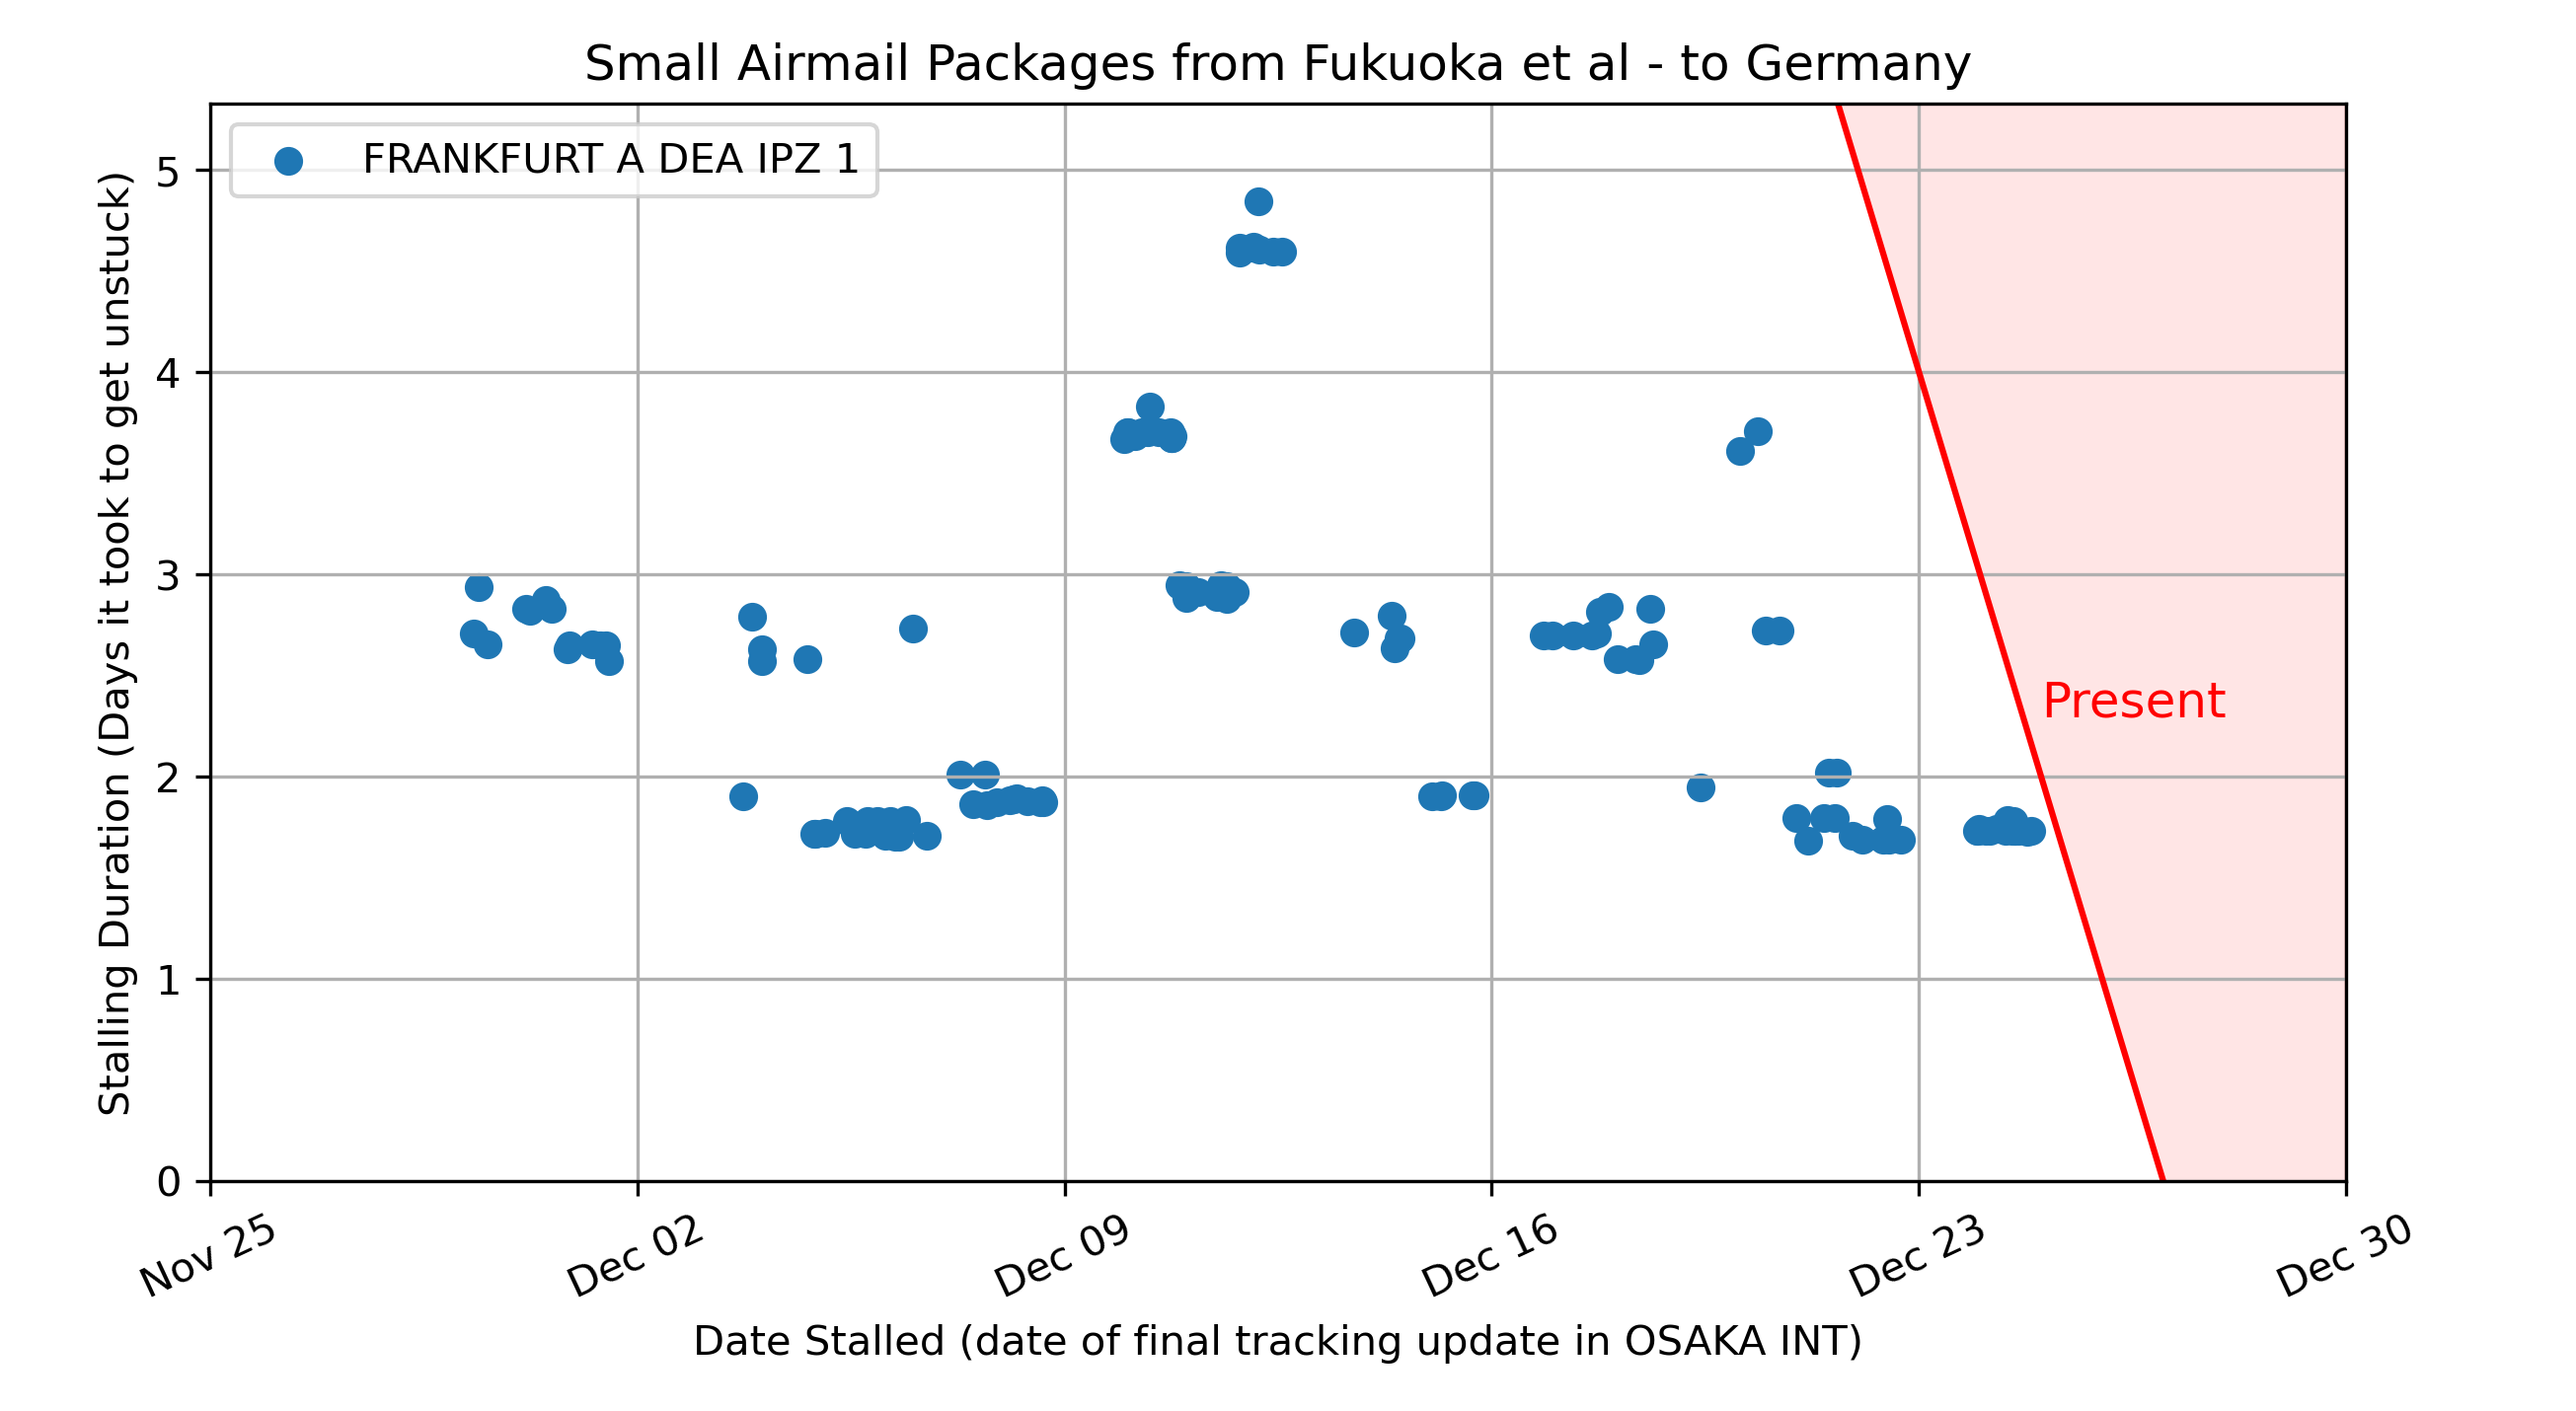 Small Airmail Packages from Fukuoka et al - to Germany
FRANKFURT A DEA IPZ 1
Stalling Duration (Days it took to get unstuck)
5
4
3
2
1
0
Present
Nov 25
Dec 02
Dec 09
Dec 16
Dec 23
Dec 30
Date Stalled (date of final tracking update in OSAKA INT)